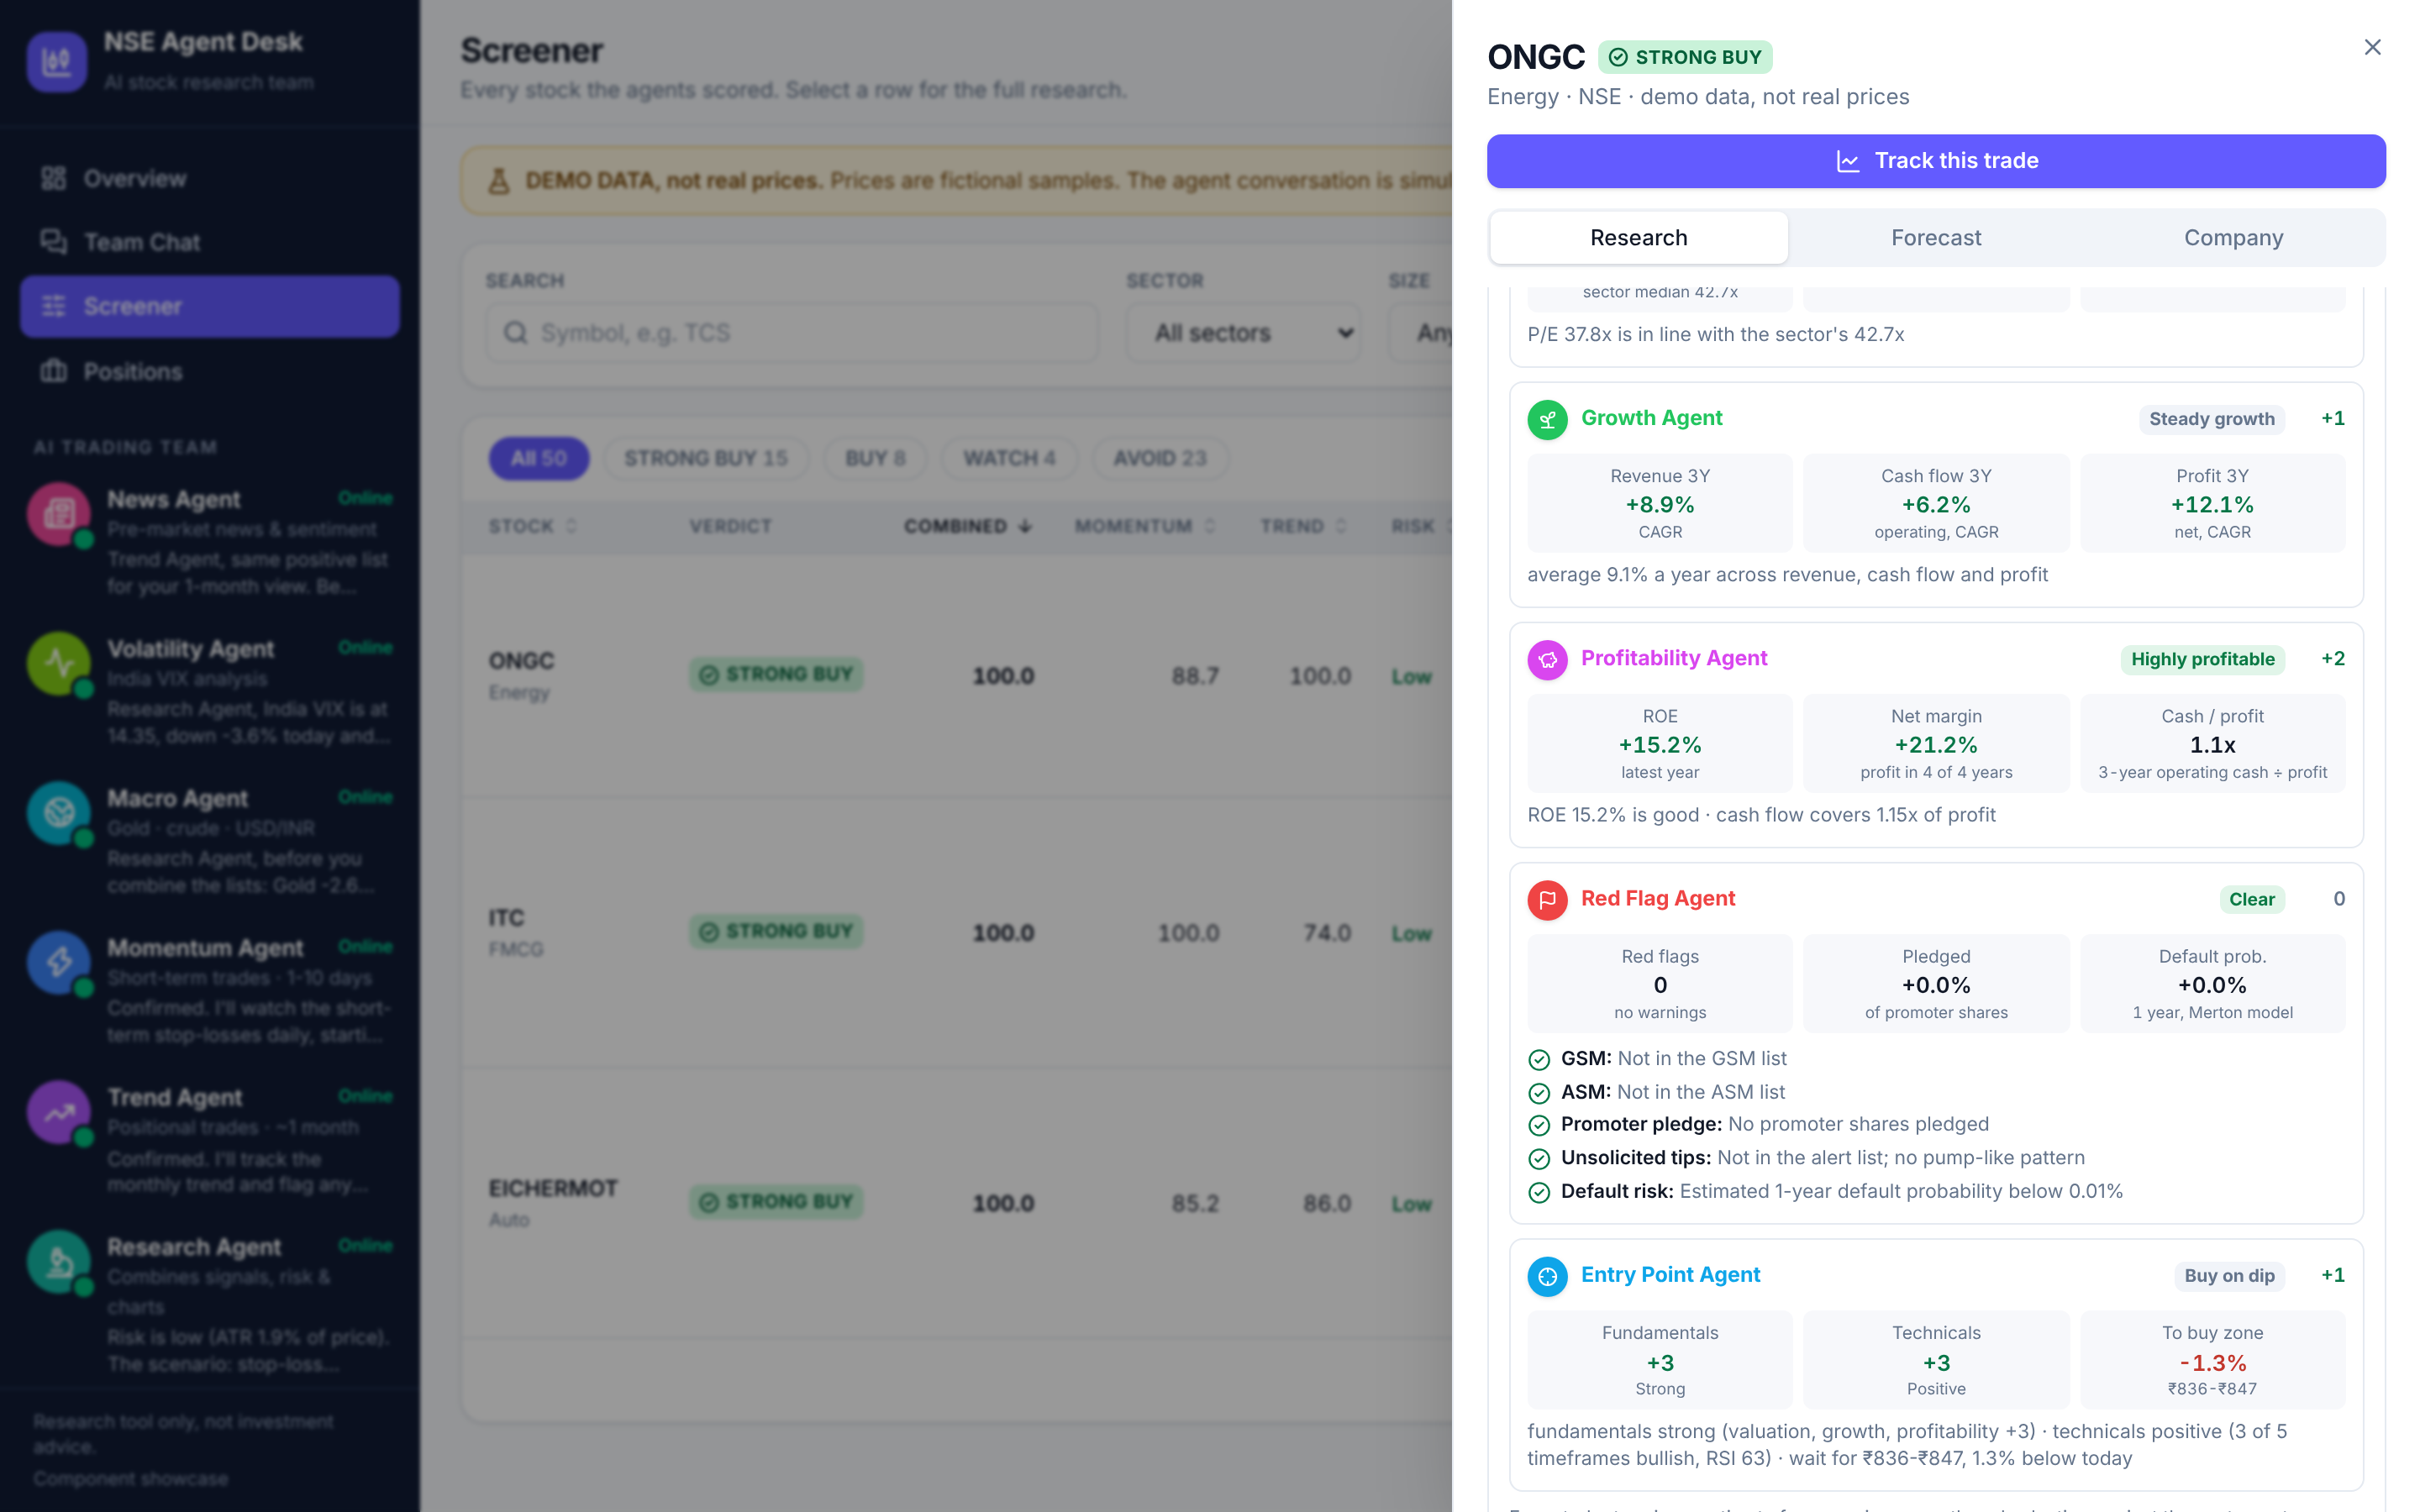 NSE Agent Desk
AI stock research team
Overview
Team Chat
Screener
Positions
AI TRADING TEAM
News Agent
Online
Pre-market news & sentiment
Trend Agent, same positive list
for your 1-month view. Be...
Volatility Agent
Online
India VIX analysis
Research Agent, India VIX is at
14.35, down -3.6% today and...
Macro Agent
Online
Gold · crude · USD/INR
Research Agent, before you
combine the lists: Gold -2.6...
Momentum Agent
Online
Short-term trades · 1-10 days
Confirmed. I'll watch the short-
term stop-losses daily, starti...
Trend Agent
Online
Positional trades · ~1 month
Confirmed. I'll track the
monthly trend and flag any...
Research Agent
Online
Combines signals, risk &
charts
Risk is low (ATR 1.9% of price).
The scenario: stop-loss...
Research tool only, not investment
advice.
Component showcase
Screener
Every stock the agents scored. Select a row for the full research.
DEMO DATA, not real prices. Prices are fictional samples. The agent conversation is simul
SEARCH
SECTOR
SIZE
Symbol, e.g. TCS
All sectors
Any
All 50
STRONG BUY 15
BUY 8
WATCH 4
AVOID 23
STOCK
VERDICT
COMBINED
MOMENTUM
TREND
RISK
ONGC
Energy
STRONG BUY
100.0
88.7
100.0
Low
ITC
FMCG
STRONG BUY
100.0
100.0
74.0
Low
EICHERMOT
Auto
STRONG BUY
100.0
85.2
86.0
Low
ONGC
STRONG BUY
Energy · NSE · demo data, not real prices
Track this trade
Research
Forecast
Company
sector median 42.7x
P/E 37.8x is in line with the sector's 42.7x
Growth Agent
Steady growth
+1
Revenue 3Y
+8.9%
CAGR
Cash flow 3Y
+6.2%
operating, CAGR
Profit 3Y
+12.1%
net, CAGR
average 9.1% a year across revenue, cash flow and profit
Profitability Agent
Highly profitable
+2
ROE
+15.2%
latest year
Net margin
+21.2%
profit in 4 of 4 years
Cash / profit
1.1x
3-year operating cash ÷ profit
ROE 15.2% is good · cash flow covers 1.15x of profit
Red Flag Agent
Clear
0
Red flags
0
no warnings
Pledged
+0.0%
of promoter shares
Default prob.
+0.0%
1 year, Merton model
GSM: Not in the GSM list
ASM: Not in the ASM list
Promoter pledge: No promoter shares pledged
Unsolicited tips: Not in the alert list; no pump-like pattern
Default risk: Estimated 1-year default probability below 0.01%
Entry Point Agent
Buy on dip
+1
Fundamentals
+3
Strong
Technicals
+3
Positive
To buy zone
-1.3%
₹836-₹847
fundamentals strong (valuation, growth, profitability +3) · technicals positive (3 of 5
timeframes bullish, RSI 63) · wait for ₹836-₹847, 1.3% below today